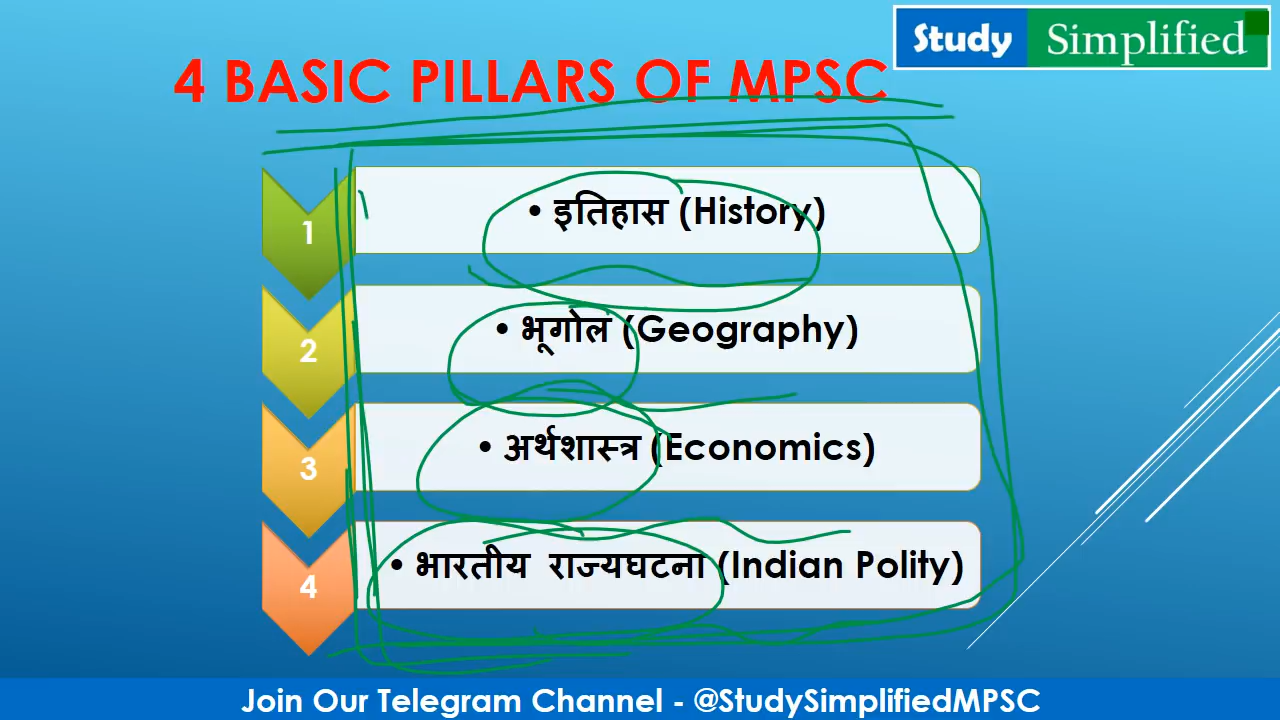 Study Simplified
4 BASIC PILLARS OF MPSC
1
• इतिहास (History)
2
• भूगोल (Geography)
3
• अर्थशास्त्र (Economics)
4
• भारतीय राज्यघटना (Indian Polity)
Join Our Telegram Channel - @StudySimplifiedMPSC